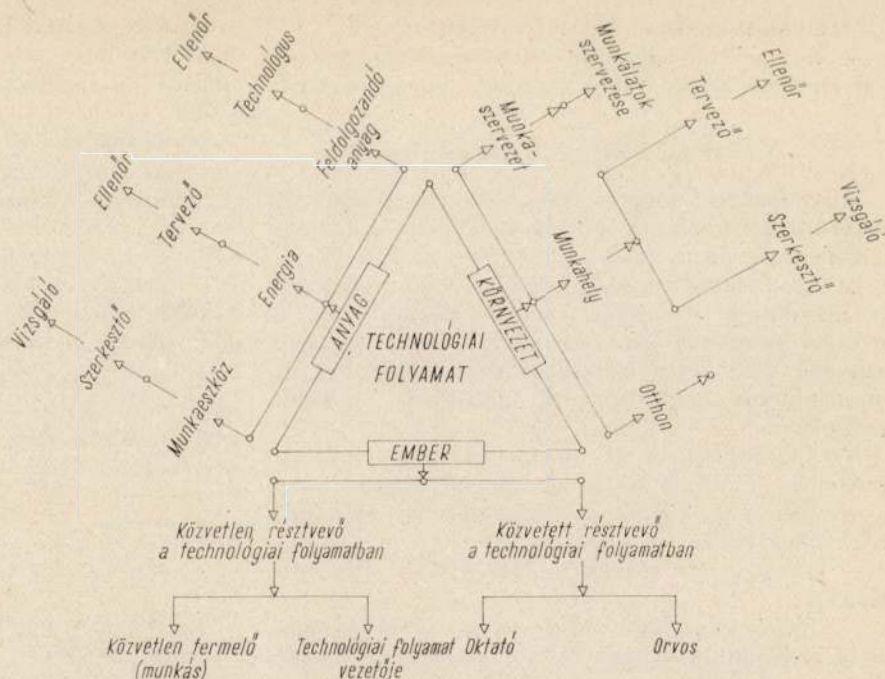 Ellenőr
Technológus
Feldolgozandó
anyag
Ellenőr
Tervező
Energia
Vizsgáló
Szerkesztő
Munkaeszköz
Munka-
szervezet
Munkálatok
szervezése
Ellenőr
Tervező
Munkahely
Szerkesztő
Vizsgáló
Otthon
ANYAG
KÖRNYEZET
TECHNOLÓGIAI
FOLYAMAT
EMBER
Közvetlen résztvevő
a technológiai folyamatban
Közvetett résztvevő
a technológiai folyamatban
Közvetlen termelő
(munkás)
Technológiai folyamat
vezetője
Oktató
Orvos